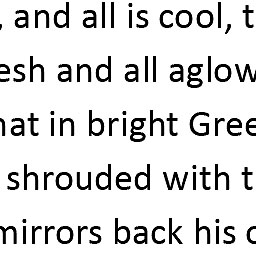 , and all is cool, t
esh and all aglow
hat in bright Gree
shrouded with t
mirrors back his c